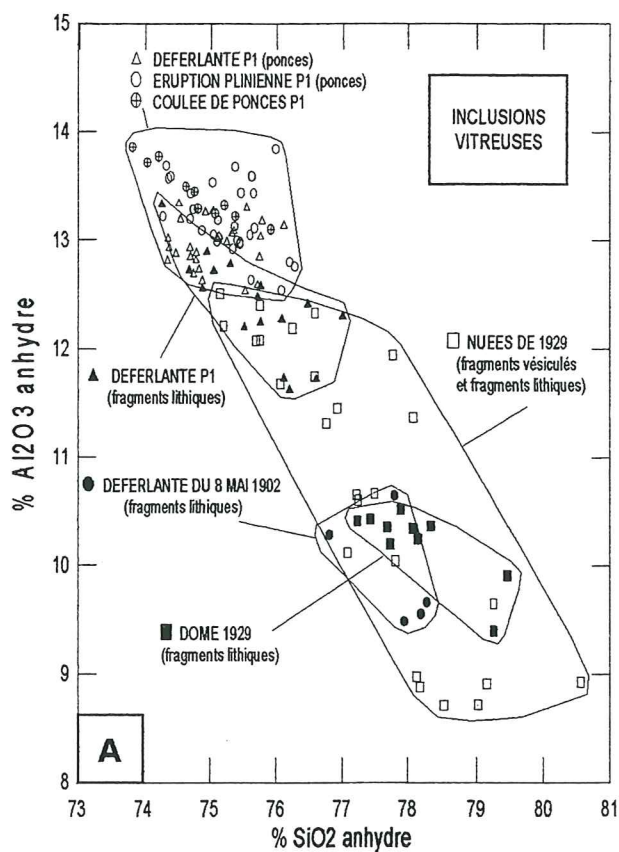 15
14
13
12
11
10
9
8
% Al2O3 anhydre
DEFERLANTE P1 (ponces)
ERUPTION PLINIENNE P1 (ponces)
COULEE DE PONCES P1
INCLUSIONS
VITREUSES
NUEES DE 1929
(fragments vésiculés
et fragments lithiques)
DEFERLANTE P1
(fragments lithiques)
DEFERLANTE DU 8 MAI 1902
(fragments lithiques)
DOME 1929
(fragments lithiques)
A
73 74 75 76 77 78 79 80 81
% SiO2 anhydre